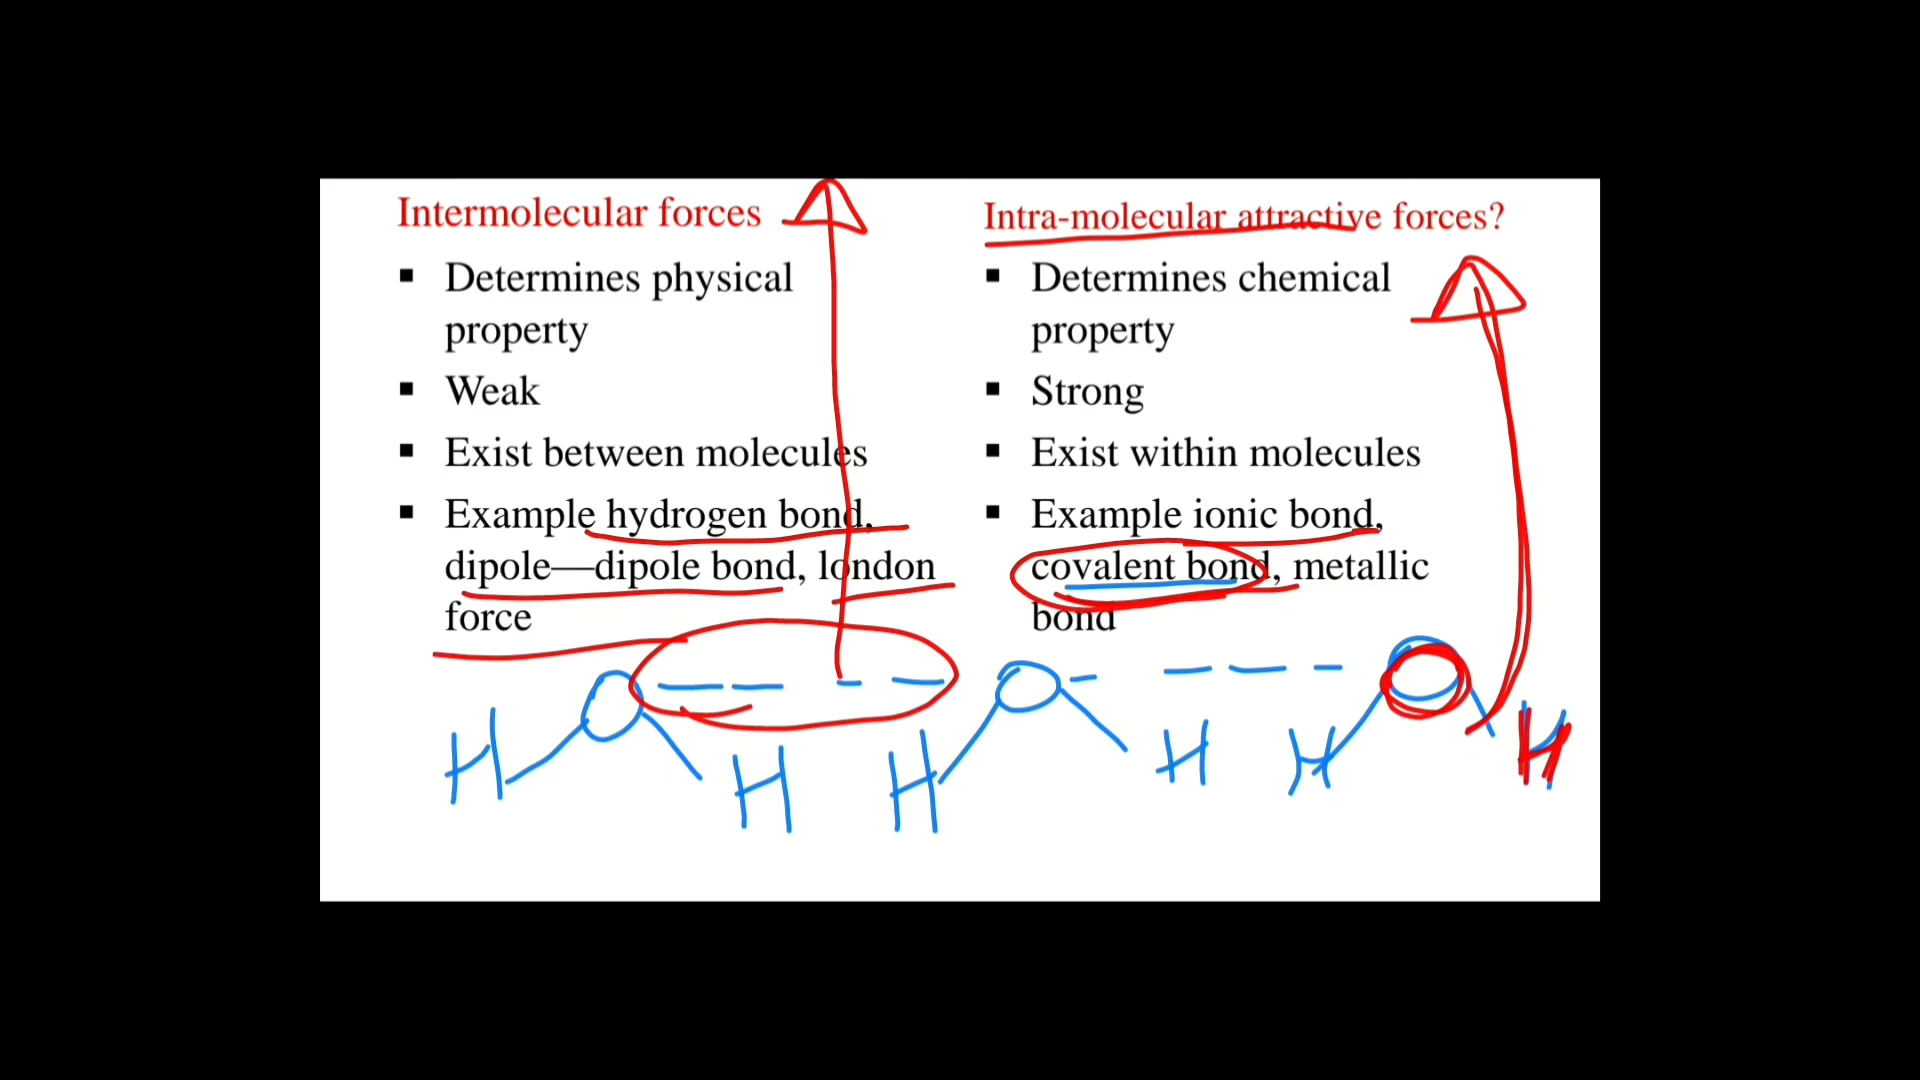 Intermolecular forces
▪ Determines physical
property
▪ Weak
▪ Exist between molecules
▪ Example hydrogen bond,
dipole—dipole bond, london
force
Intra-molecular attractive forces?
▪ Determines chemical
property
▪ Strong
▪ Exist within molecules
▪ Example ionic bond,
covalent bond, metallic
bond
O O O
H H H H H H